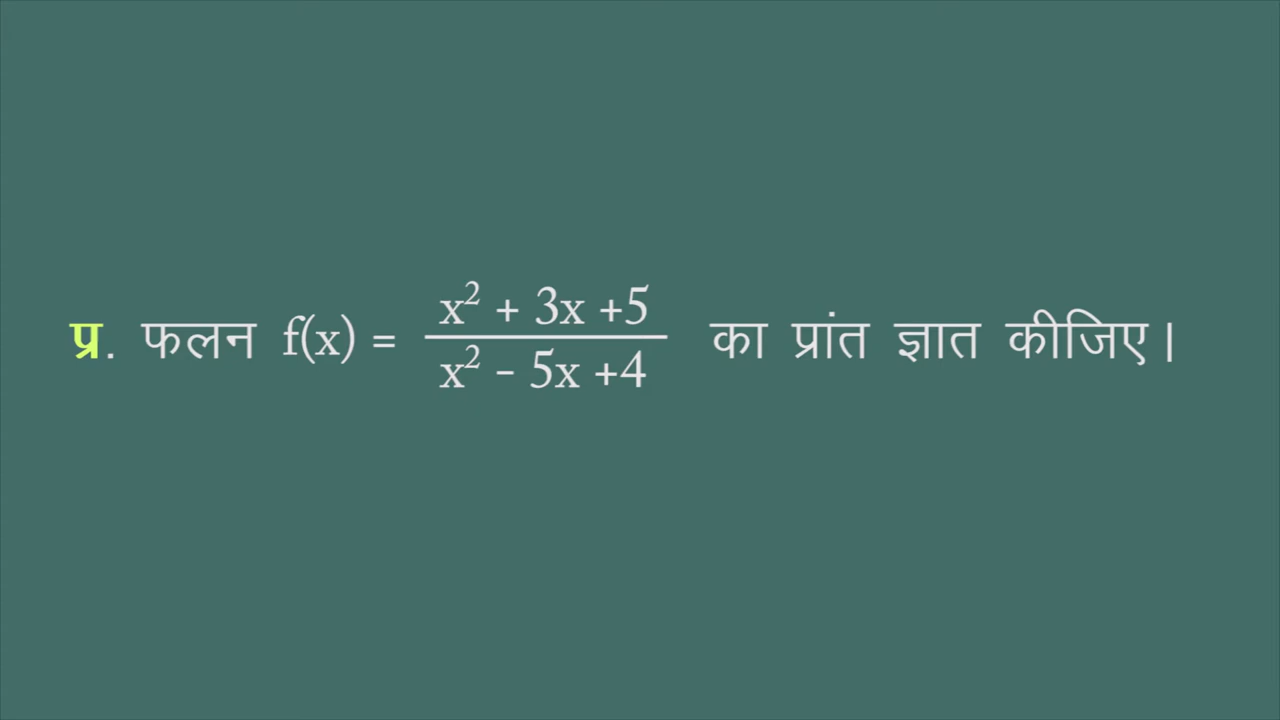 प्र. फलन f(x) = (x² + 3x +5)/(x² - 5x +4) का प्रांत ज्ञात कीजिए।